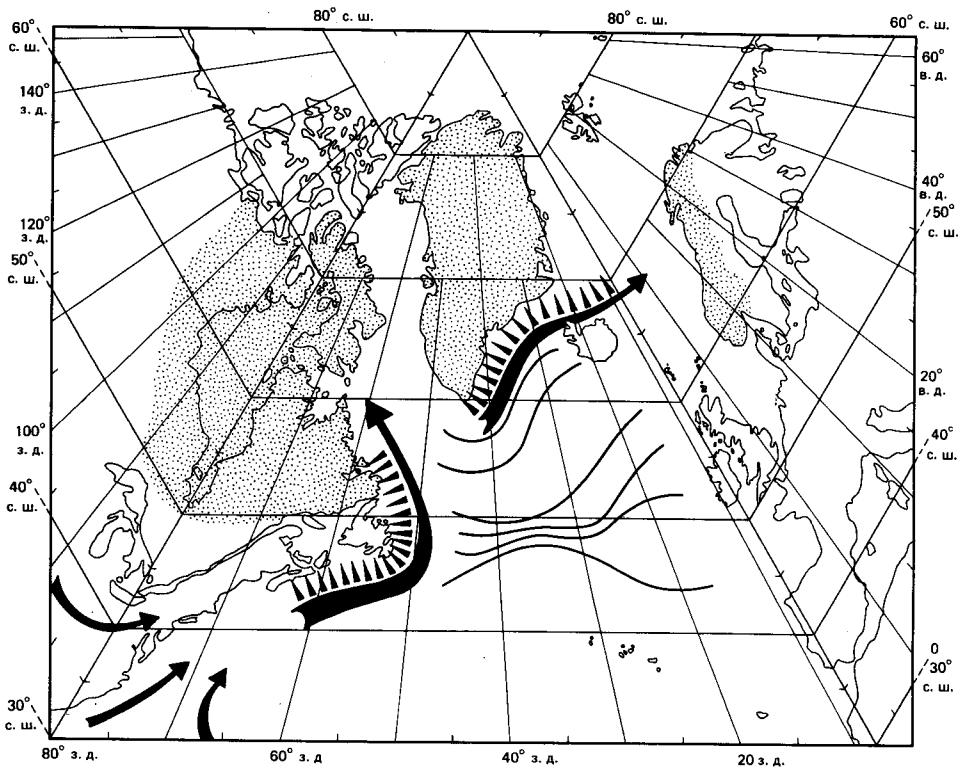 80° с. ш.
80° с. ш.
60° с. ш.
60°
с. ш.
60°
в. д.
140°
з. д.
40°
в. д.
50°
с. ш.
120°
з. д.
50°
с. ш.
20°
в. д.
100°
з. д.
40°
с. ш.
40°
с. ш.
0
30°
с. ш.
30°
с. ш.
80° з. д.
60° з. д
40° з. д.
20 з. д.